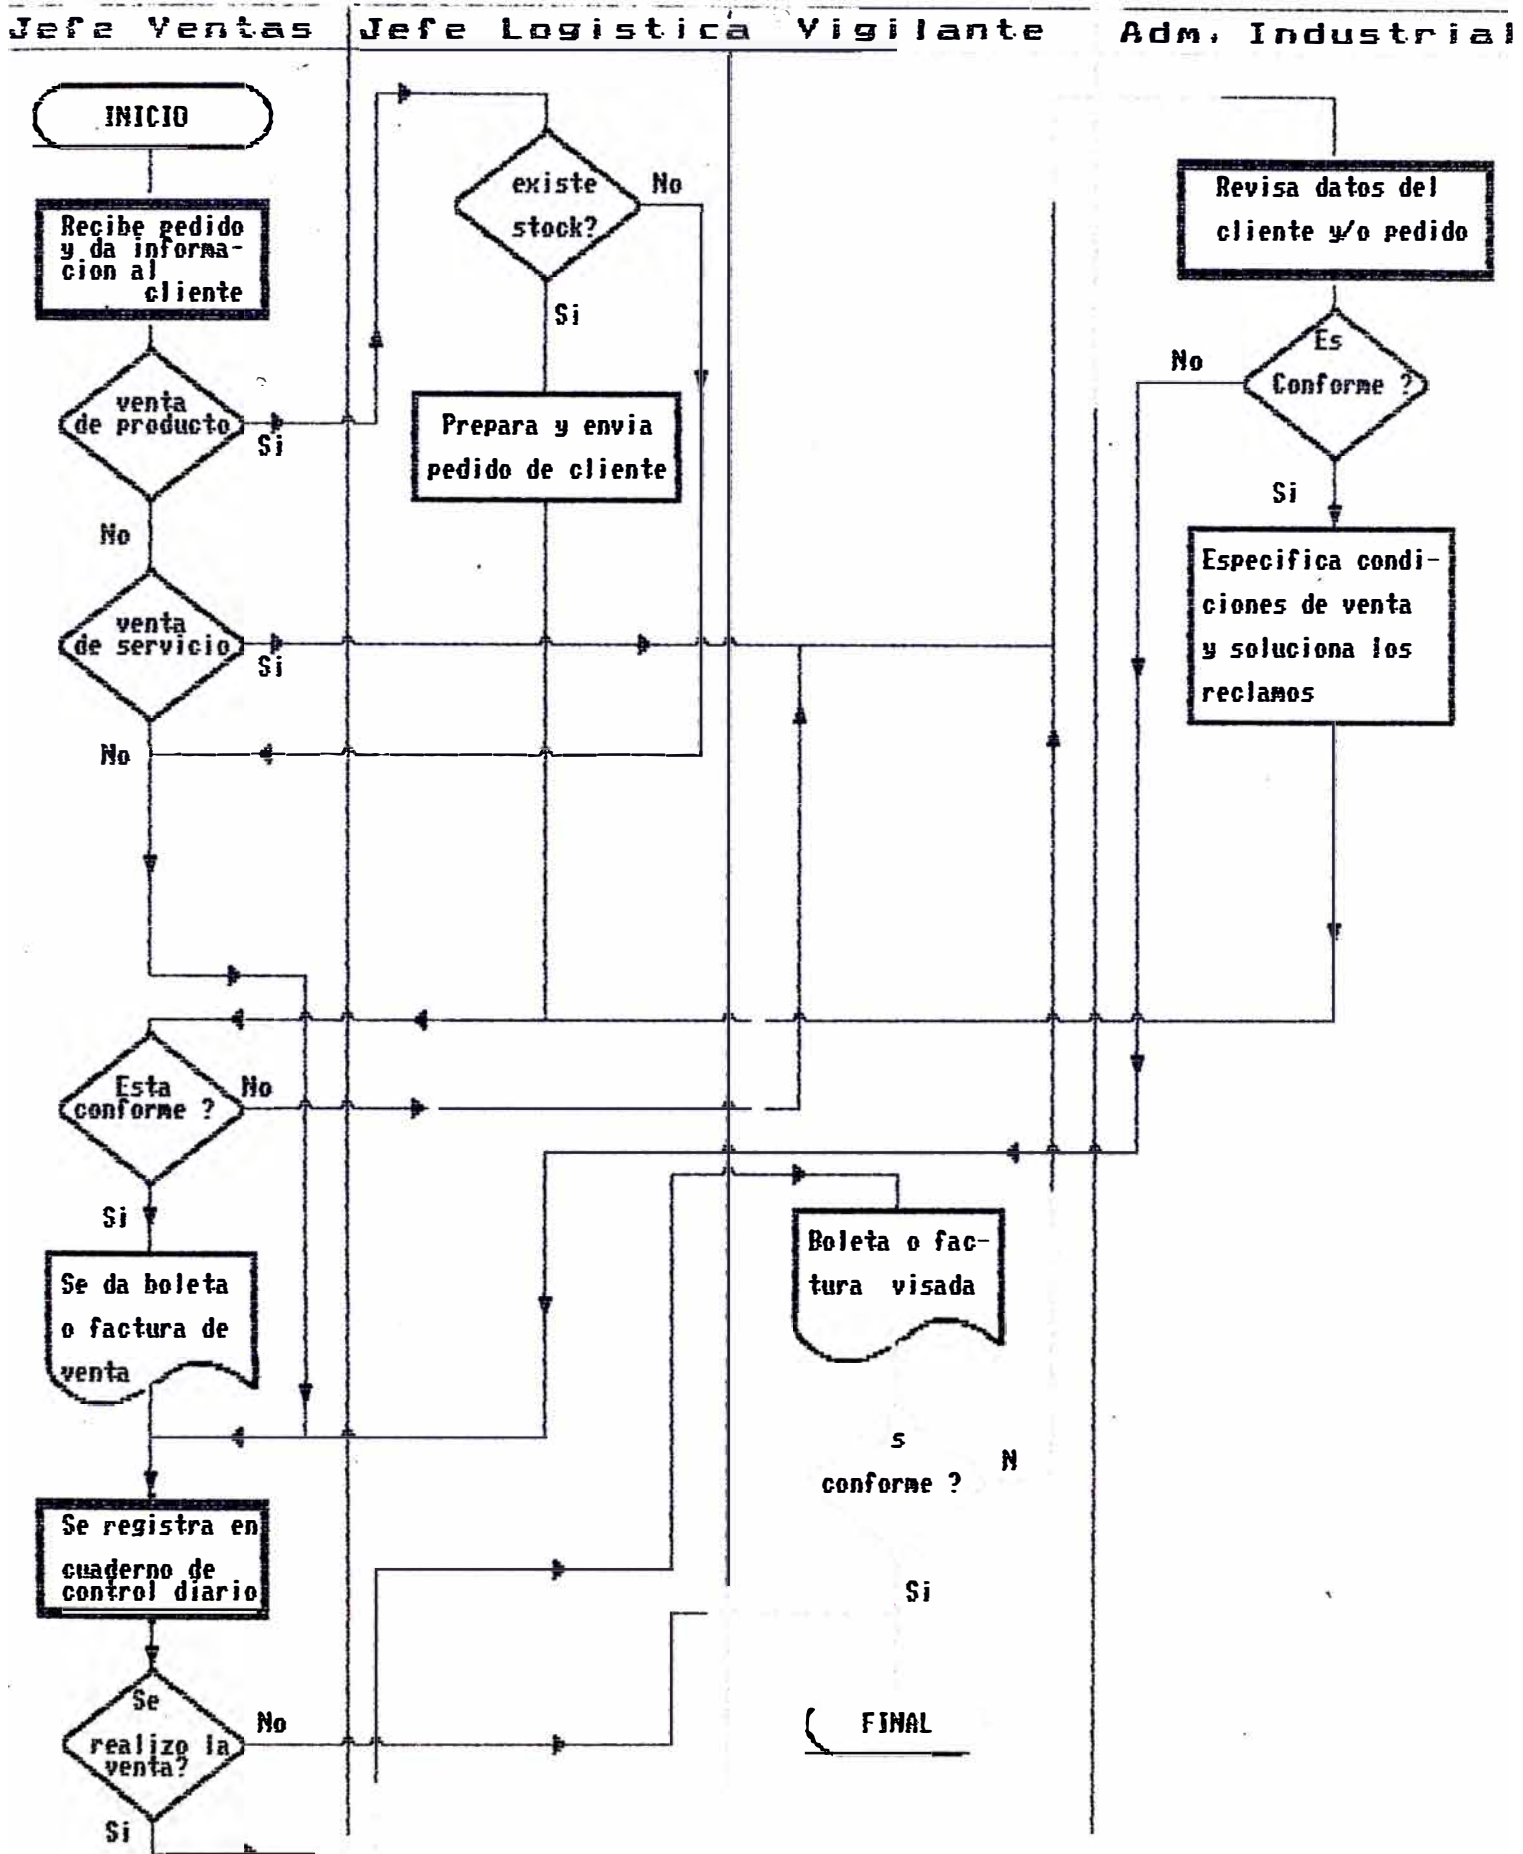 Jefe Ventas
Jefe Logistica
Vigilante
Adm. Industrial
INICIO
Recibe pedido
y da informa-
cion al
cliente
venta
de producto
Si
No
venta
de servicio
Si
No
Esta
conforme ?
No
Si
Se da boleta
o factura de
venta
Se registra en
cuaderno de
control diario
Se
realizo la
venta?
No
Si
existe
stock?
No
Si
Prepara y envia
pedido de cliente
Boleta o fac-
tura visada
s
conforme ?
N
Si
FINAL
Revisa datos del
cliente y/o pedido
Es
Conforme ?
No
Si
Especifica condi-
ciones de venta
y soluciona los
reclamos